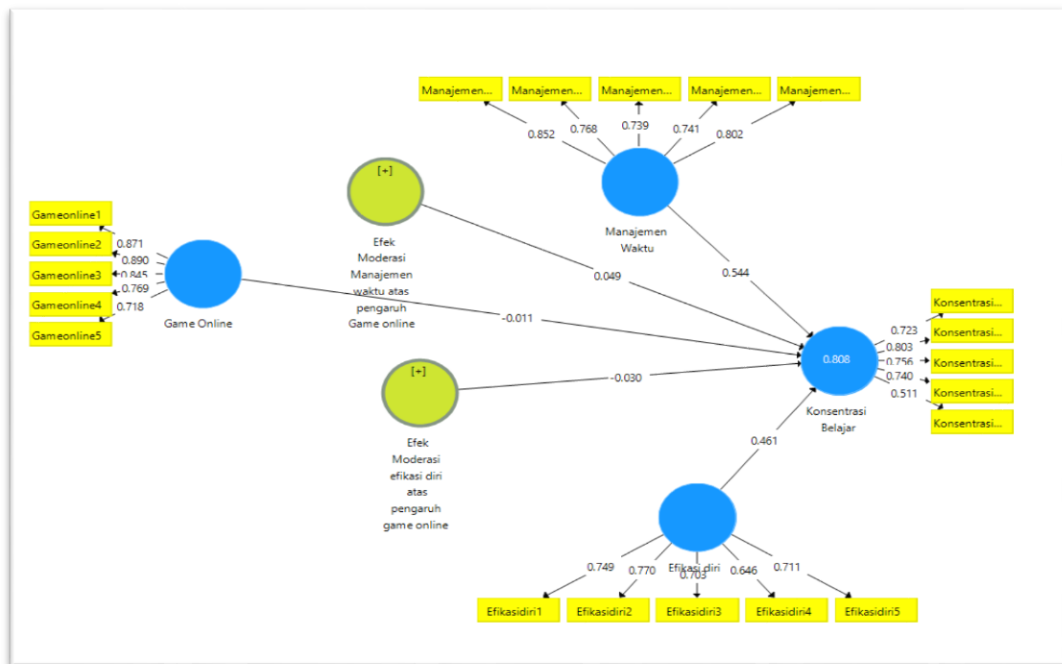 Manajemen...
Manajemen...
Manajemen...
Manajemen...
Manajemen...
0.852
0.768
0.739
0.741
0.802
Manajemen
Waktu
[+]
Efek
Moderasi
Manajemen
waktu atas
pengaruh
Game online
Gameonline1
Gameonline2
Gameonline3
Gameonline4
Gameonline5
0.871
0.890
0.845
0.769
0.718
Game Online
0.544
0.049
-0.011
-0.030
0.461
[+]
Efek
Moderasi
efikasi diri
atas
pengaruh
game online
0.808
Konsentrasi
Belajar
0.723
0.803
0.756
0.740
0.511
Konsentrasi...
Konsentrasi...
Konsentrasi...
Konsentrasi...
Konsentrasi...
Efikasi diri
0.749
0.770
0.703
0.646
0.711
Efikasidiri1
Efikasidiri2
Efikasidiri3
Efikasidiri4
Efikasidiri5